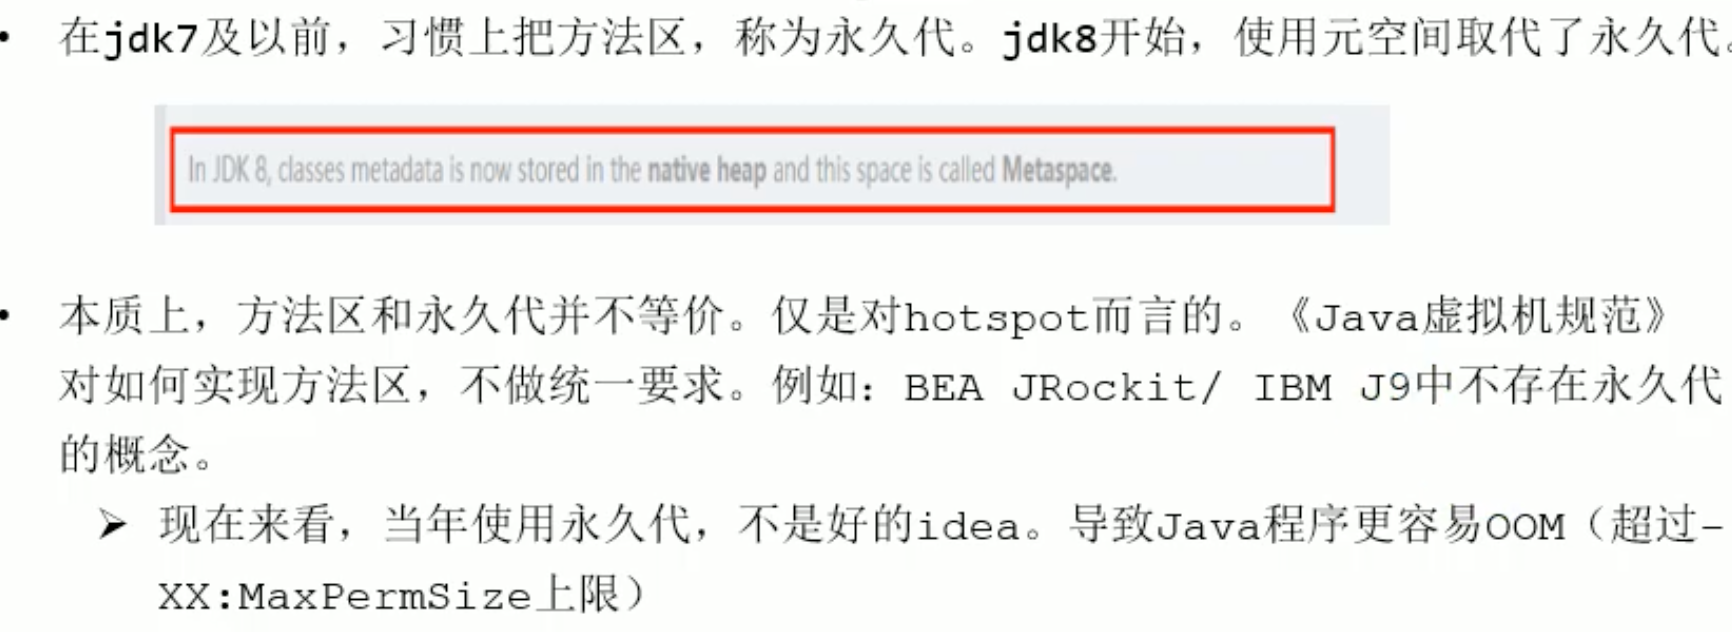 • 在jdk7及以前，习惯上把方法区，称为永久代。jdk8开始，使用元空间取代了永久代。
In JDK 8, classes metadata is now stored in the native heap and this space is called Metaspace.
• 本质上，方法区和永久代并不等价。仅是对hotspot而言的。《Java虚拟机规范》
对如何实现方法区，不做统一要求。例如：BEA JRockit/ IBM J9中不存在永久代
的概念。
➢ 现在来看，当年使用永久代，不是好的idea。导致Java程序更容易OOM（超过-
XX:MaxPermSize上限）